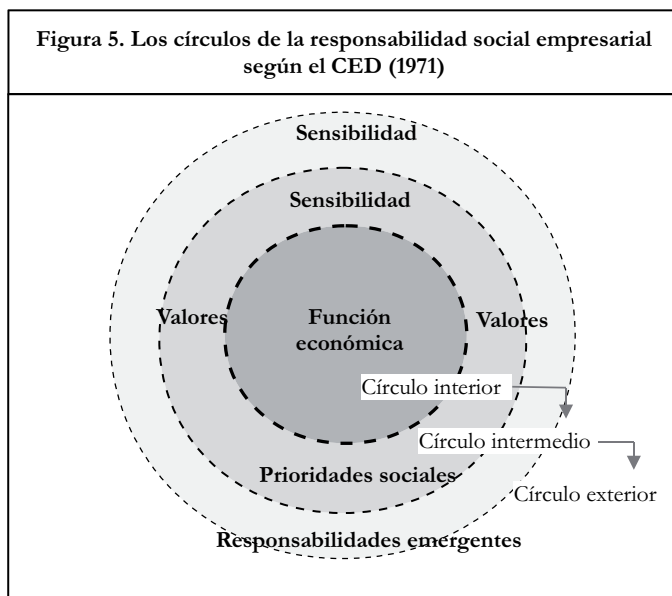 Figura 5. Los círculos de la responsabilidad social empresarial
según el CED (1971)
Sensibilidad
Sensibilidad
Valores
Función
económica
Valores
Círculo interior
Círculo intermedio
Prioridades sociales
Círculo exterior
Responsabilidades emergentes